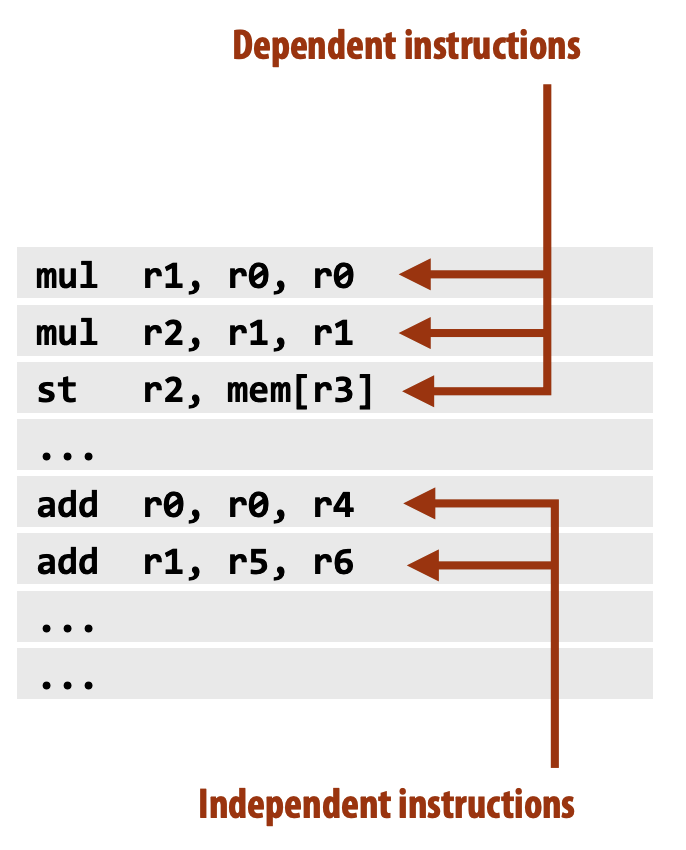 Dependent instructions
mul r1, r0, r0
mul r2, r1, r1
st r2, mem[r3]
...
add r0, r0, r4
add r1, r5, r6
...
...
Independent instructions